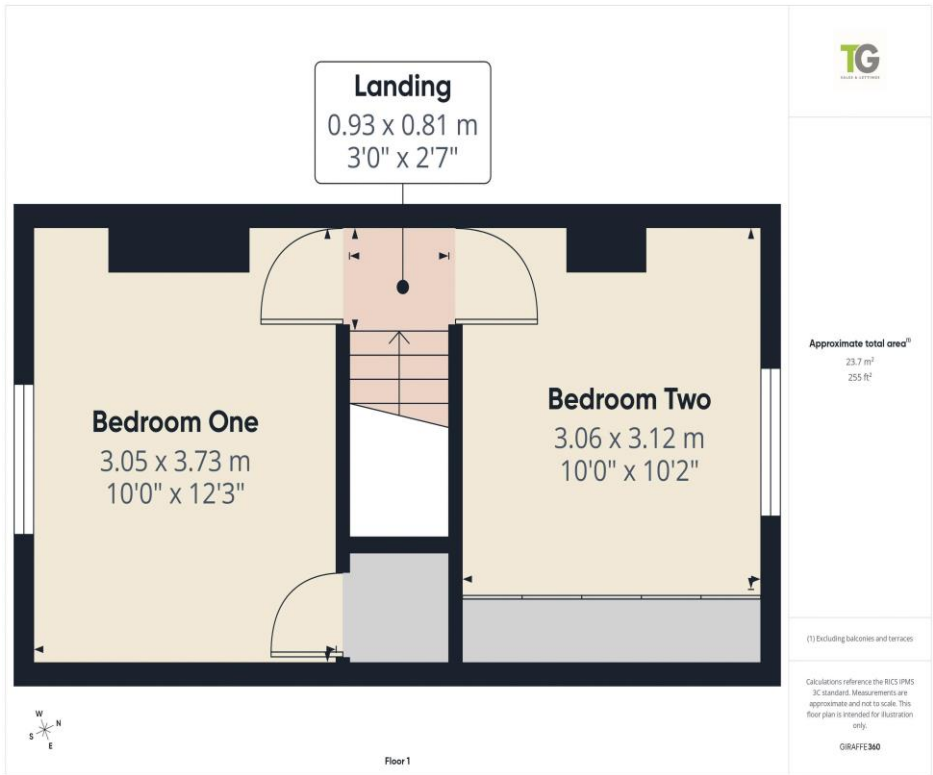 Landing
0.93 x 0.81 m
3'0" x 2'7"
Bedroom One
3.05 x 3.73 m
10'0" x 12'3"
Bedroom Two
3.06 x 3.12 m
10'0" x 10'2"
W
N
S
E
Floor 1
TG
SALES & LETTINGS
Approximate total area(1)
23.7 m²
255 ft²
(1) Excluding balconies and terraces
Calculations reference the RICS IPMS
3C standard. Measurements are
approximate and not to scale. This
floor plan is intended for illustration
only.
GIRAFFE360